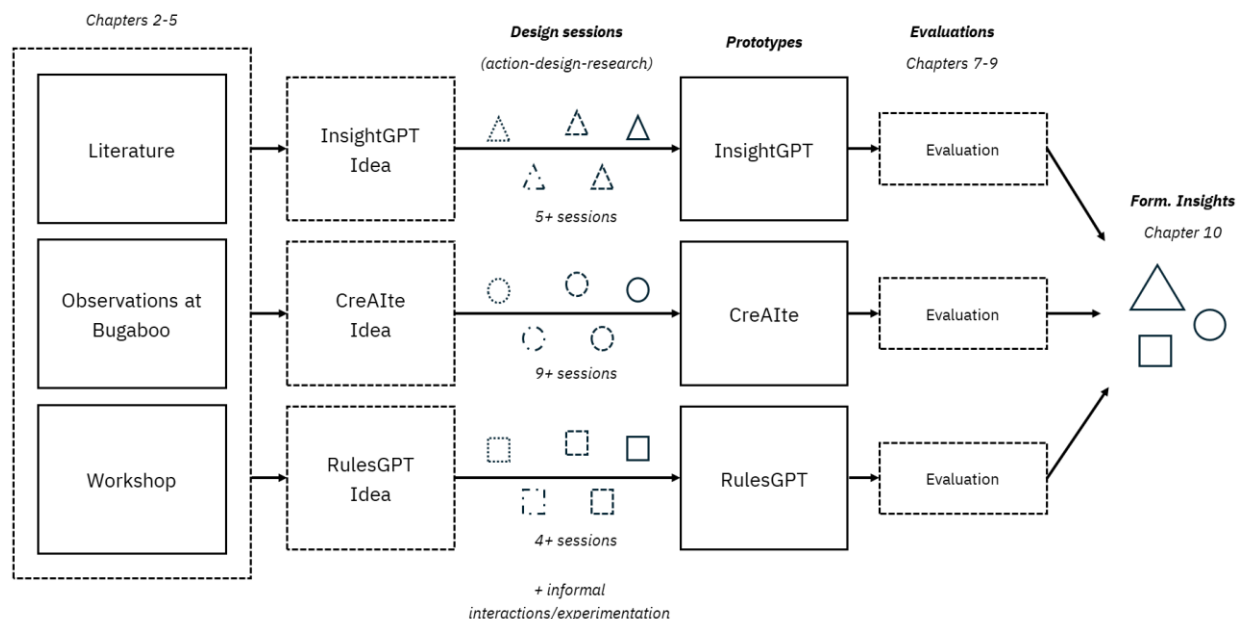 Chapters 2-5
Literature
Observations at
Bugaboo
Workshop
InsightGPT
Idea
CreAIte
Idea
RulesGPT
Idea
Design sessions
(action-design-research)
5+ sessions
9+ sessions
4+ sessions
+ informal
interactions/experimentation
Prototypes
InsightGPT
CreAIte
RulesGPT
Evaluations
Chapters 7-9
Evaluation
Evaluation
Evaluation
Form. Insights
Chapter 10